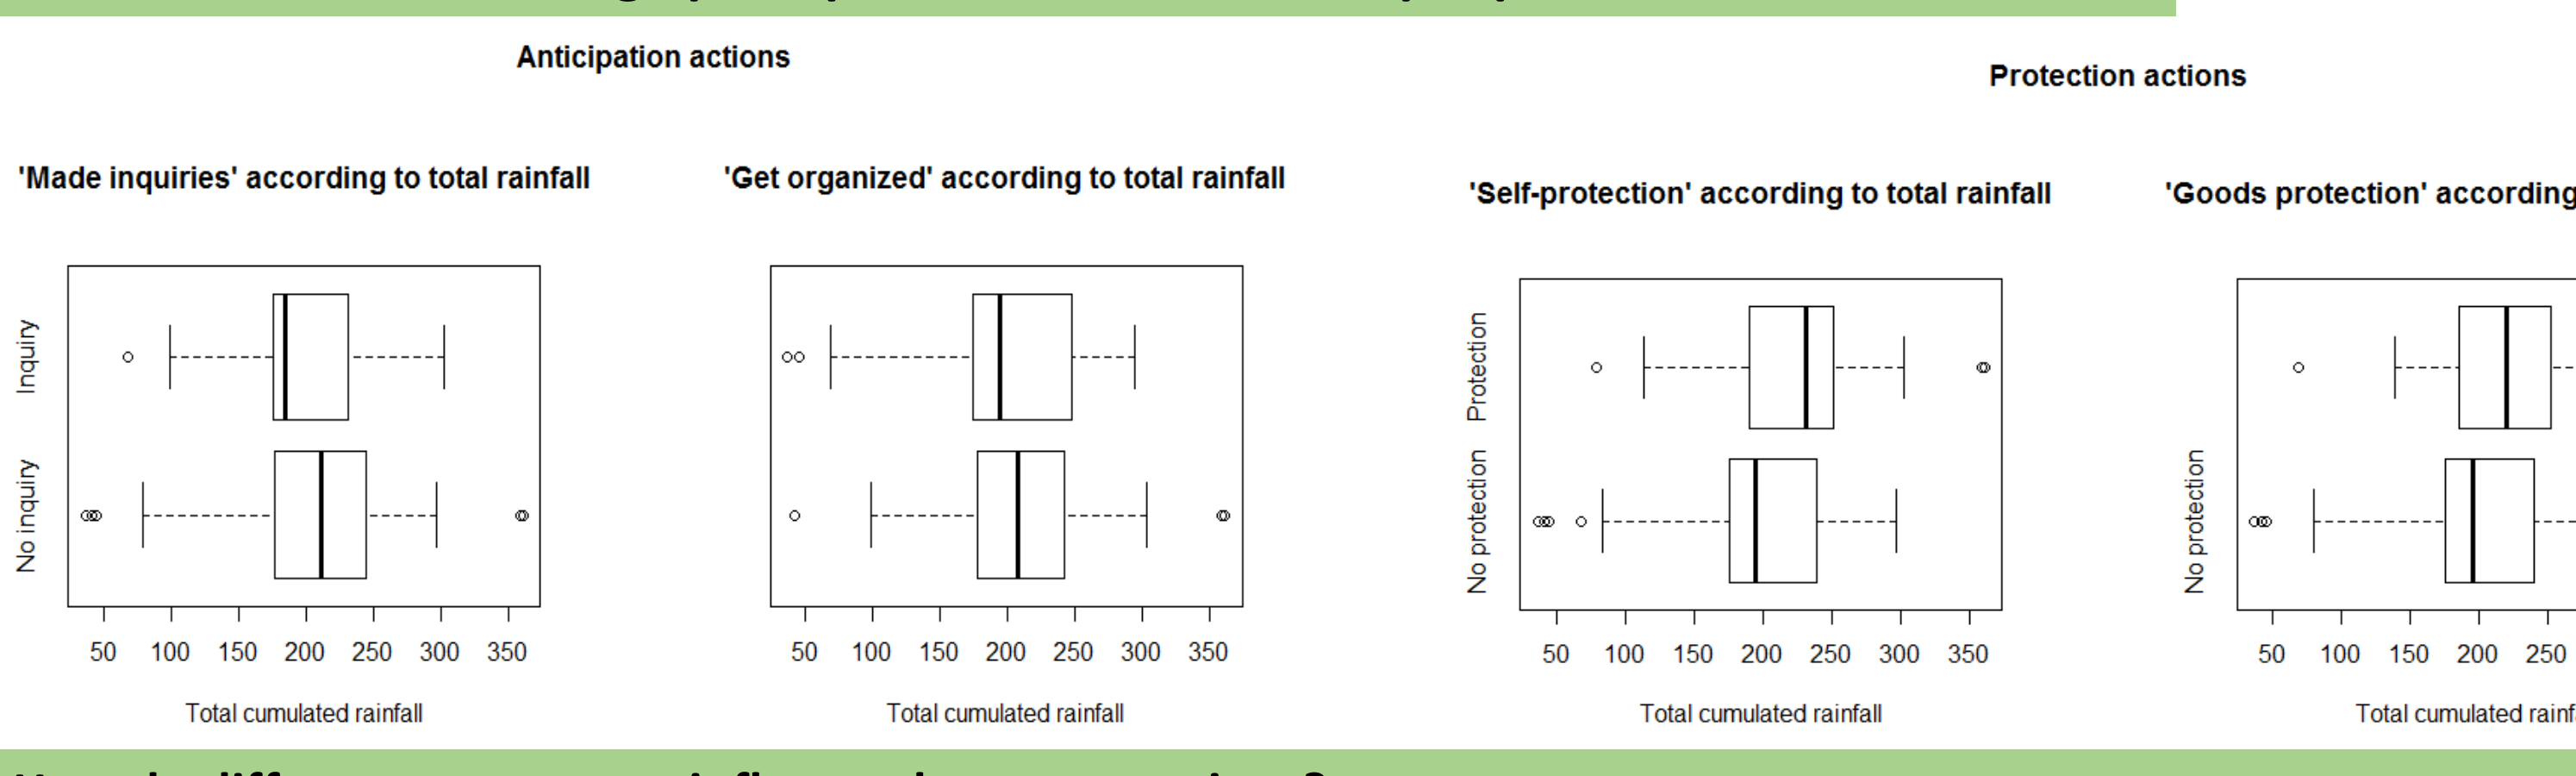 Anticipation actions
Protection actions
'Made inquiries' according to total rainfall
'Get organized' according to total rainfall
'Self-protection' according to total rainfall
'Goods protection' according
Inquiry
No inquiry
50 100 150 200 250 300 350
Total cumulated rainfall
50 100 150 200 250 300 350
Total cumulated rainfall
Protection
No protection
50 100 150 200 250 300 350
Total cumulated rainfall
No protection
50 100 150 200 250
Total cumulated